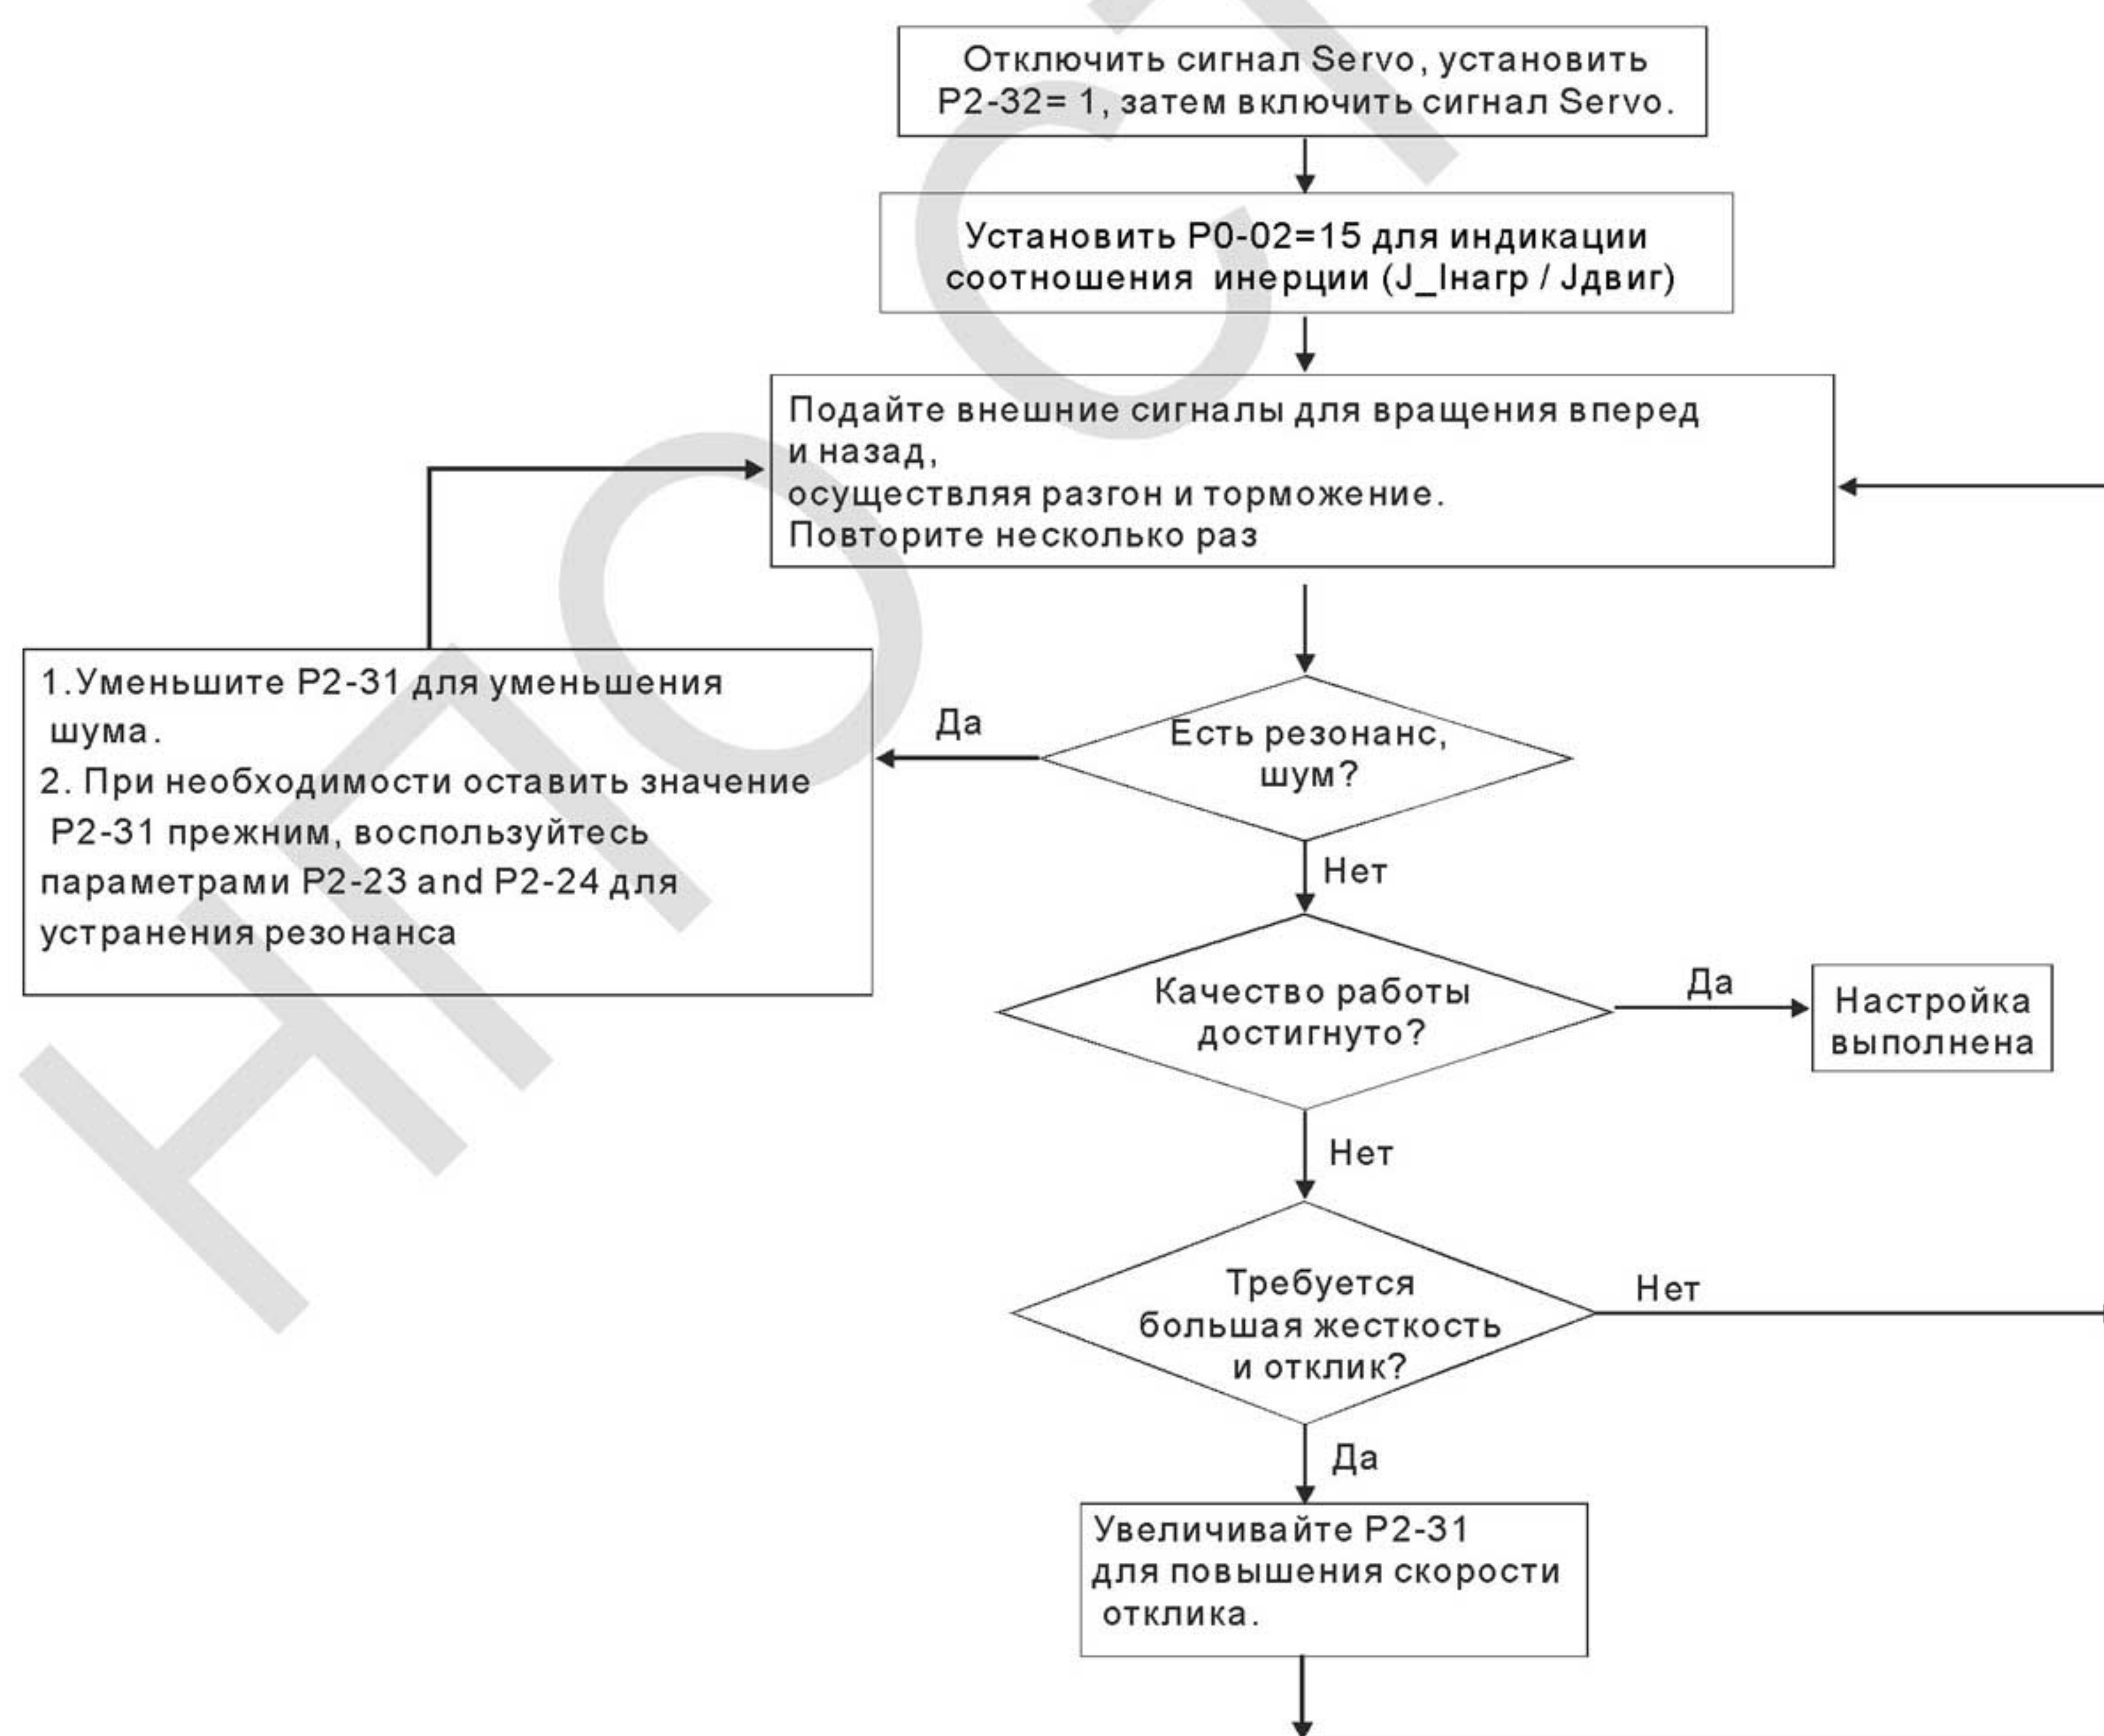 Отключить сигнал Servo, установить
P2-32= 1, затем включить сигнал Servo.
Установить P0-02=15 для индикации
соотношения инерции (J_Iнагр / Jдвиг)
Подайте внешние сигналы для вращения вперед
и назад,
осуществляя разгон и торможение.
Повторите несколько раз
1.Уменьшите P2-31 для уменьшения
шума.
2. При необходимости оставить значение
P2-31 прежним, воспользуйтесь
параметрами P2-23 and P2-24 для
устранения резонанса
Да
Есть резонанс,
шум?
Нет
Качество работы
достигнуто?
Да
Настройка
выполнена
Нет
Требуется
большая жесткость
и отклик?
Нет
Да
Увеличивайте P2-31
для повышения скорости
отклика.
НПО С